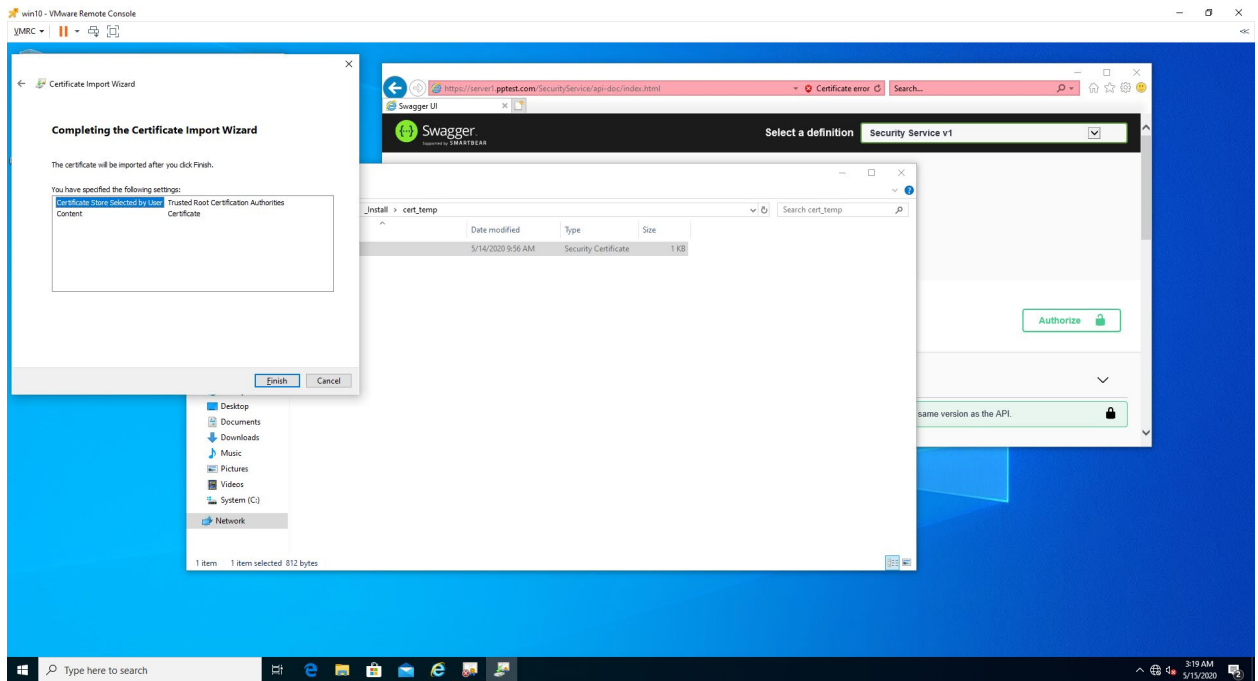 win10 - VMware Remote Console
VMRC
Certificate Import Wizard
Completing the Certificate Import Wizard
The certificate will be imported after you click Finish.
You have specified the following settings:
Certificate Store Selected by User Trusted Root Certification Authorities
Content Certificate
Finish Cancel
https://server1.pptest.com/SecurityService/api-doc/index.html Certificate error Search...
Swagger UI
Swagger. Select a definition Security Service v1
Supported by SMARTBEAR
_Install > cert_temp Search cert_temp
Date modified Type Size
5/14/2020 9:56 AM Security Certificate 1 KB
Authorize
same version as the API.
Desktop
Documents
Downloads
Music
Pictures
Videos
System (C:)
Network
1 item 1 item selected 812 bytes
Type here to search
3:19 AM
5/15/2020
2